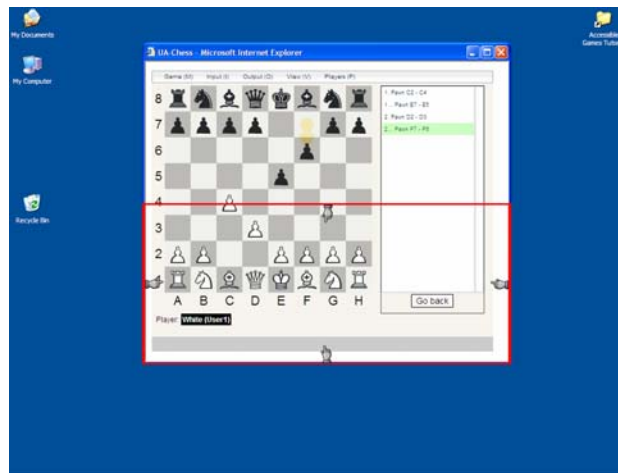 My Documents
Accessible
Games Tutor
UA-Chess - Microsoft Internet Explorer
Game (M) Input (I) Output (O) View (V) Players (P)
My Computer
8
7
6
5
4
3
2
1. Pawn C2 - C4
1... Pawn E7 - E5
2. Pawn D2 - D3
2... Pawn F7 - F6
Recycle Bin
A B C D E F G H
Go back
Player: White (User1)